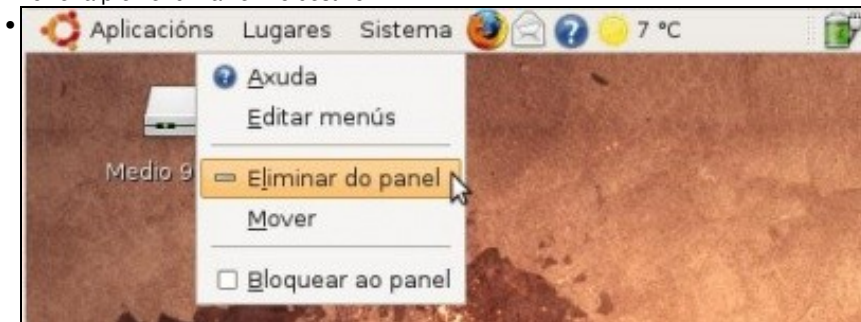 Aplicacións Lugares Sistema 7 °C
Axuda
Editar menús
Medio 9
Eliminar do panel
Mover
Bloquear ao panel